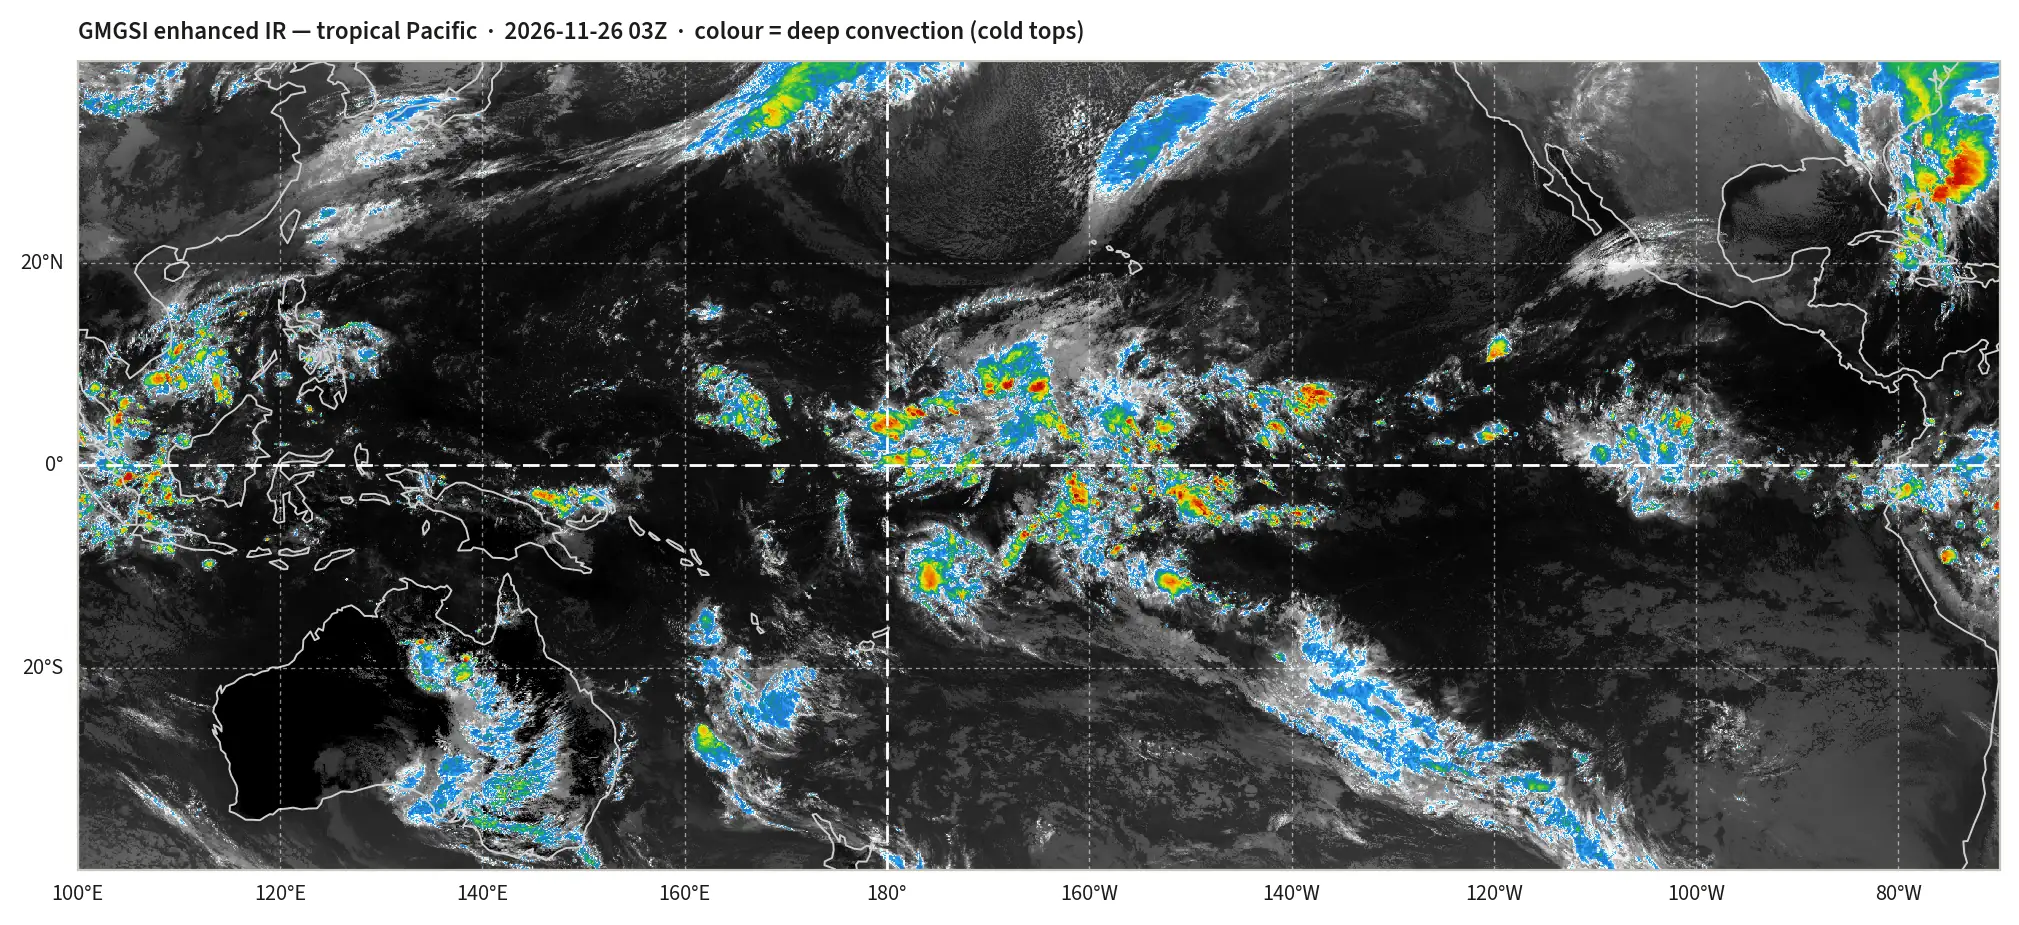 GMGSI enhanced IR — tropical Pacific · 2026-11-26 03Z · colour = deep convection (cold tops)
20°N
0°
20°S
100°E 120°E 140°E 160°E 180° 160°W 140°W 120°W 100°W 80°W